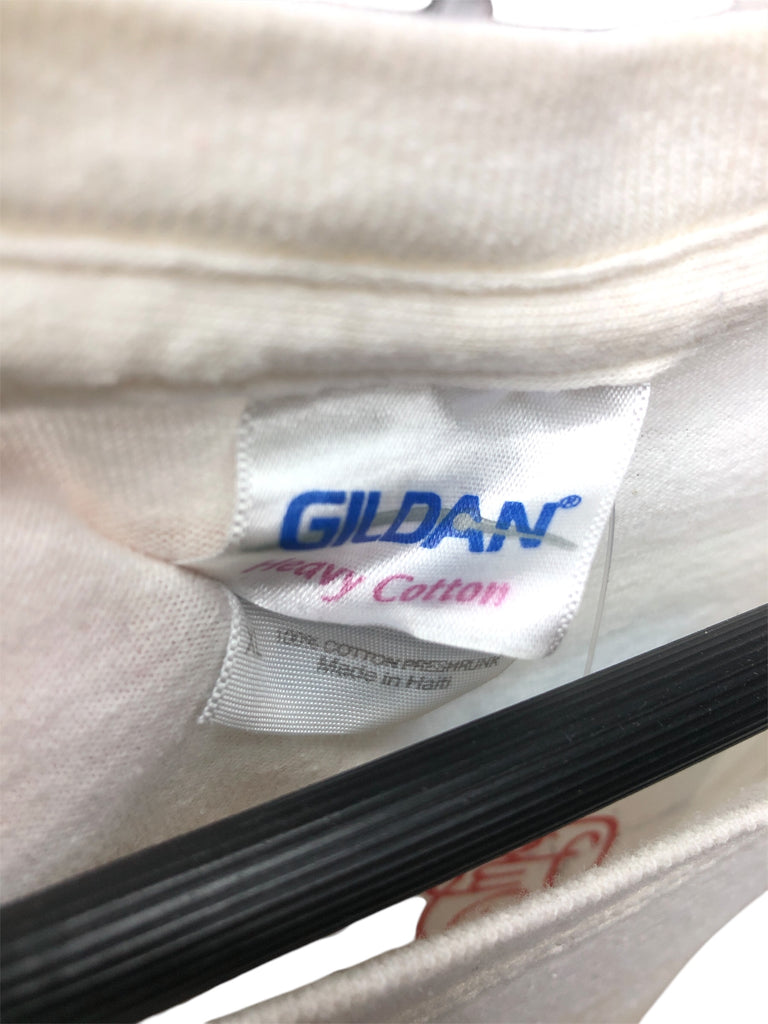 GILDAN®
Heavy Cotton
100% COTTON PRESHRUNK
Made in Haiti